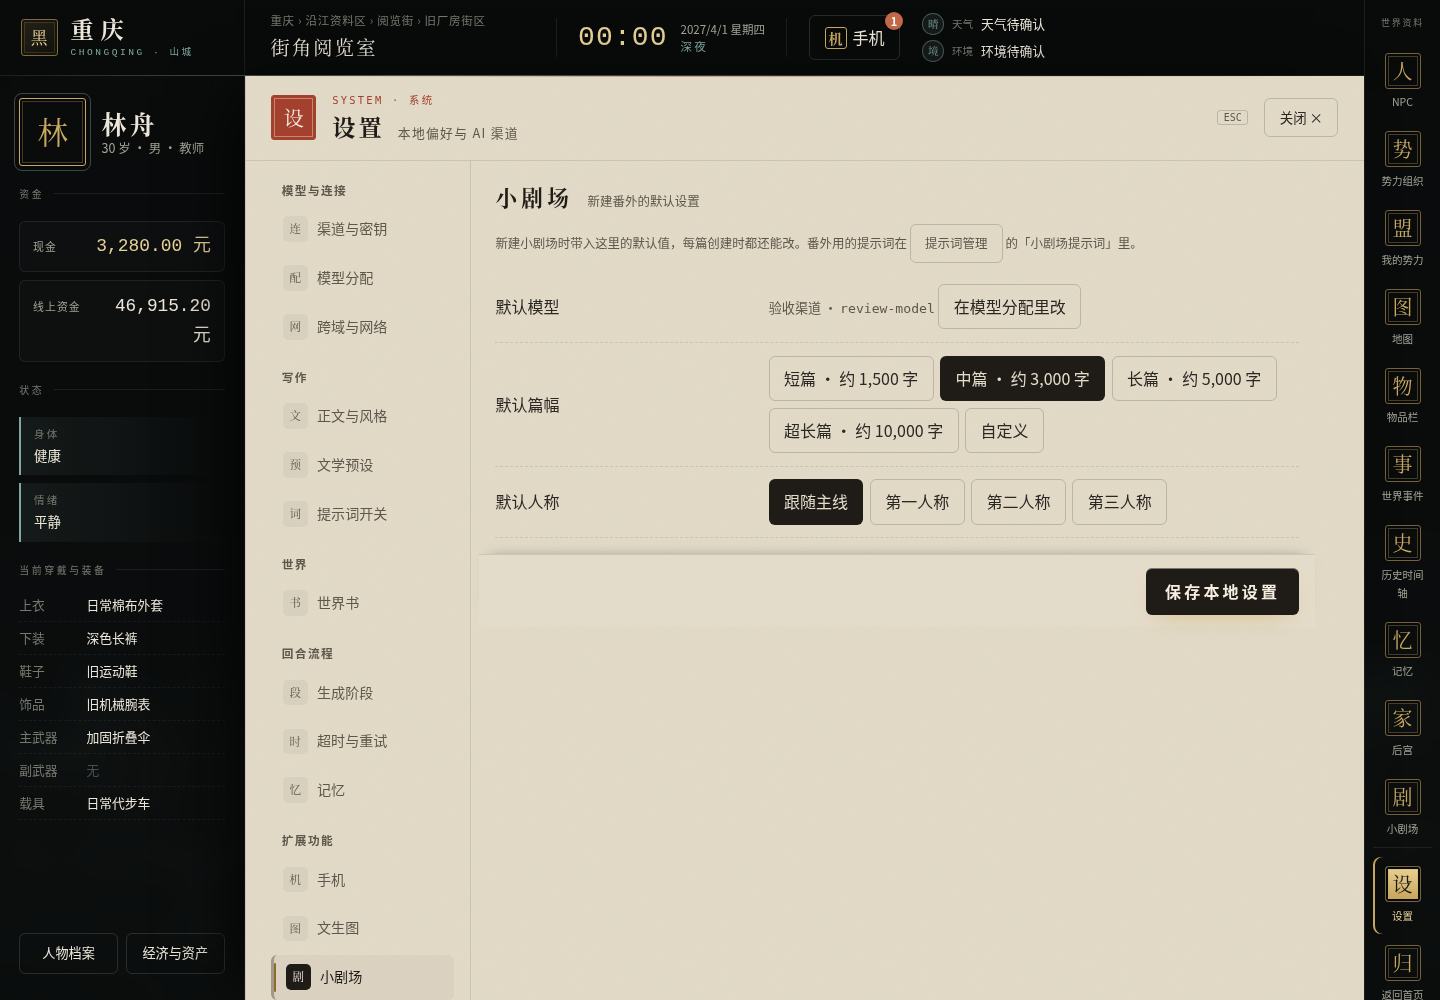 黑
重庆
CHONGQING · 山城
重庆 › 沿江资料区 › 阅览街 › 旧厂房街区
街角阅览室
00:00
2027/4/1 星期四
深夜
机 手机
1
晴 天气 天气待确认
境 环境 环境待确认
林
林舟
30 岁 · 男 · 教师
资金
现金 3,280.00 元
线上资金 46,915.20
元
状态
身体
健康
情绪
平静
当前穿戴与装备
上衣 日常棉布外套
下装 深色长裤
鞋子 旧运动鞋
饰品 旧机械腕表
主武器 加固折叠伞
副武器 无
载具 日常代步车
人物档案
经济与资产
设
SYSTEM · 系统
设置 本地偏好与 AI 渠道
ESC
关闭 ×
模型与连接
连 渠道与密钥
配 模型分配
网 跨域与网络
写作
文 正文与风格
预 文学预设
词 提示词开关
世界
书 世界书
回合流程
段 生成阶段
时 超时与重试
忆 记忆
扩展功能
机 手机
图 文生图
剧 小剧场
小剧场 新建番外的默认设置
新建小剧场时带入这里的默认值，每篇创建时都还能改。番外用的提示词在 提示词管理 的「小剧场提示词」里。
默认模型 验收渠道 · review-model 在模型分配里改
默认篇幅
短篇 · 约 1,500 字 中篇 · 约 3,000 字 长篇 · 约 5,000 字
超长篇 · 约 10,000 字 自定义
默认人称 跟随主线 第一人称 第二人称 第三人称
保存本地设置
世界资料
人
NPC
势
势力组织
盟
我的势力
图
地图
物
物品栏
事
世界事件
史
历史时间
轴
忆
记忆
家
后宫
剧
小剧场
设
设置
归
返回首页